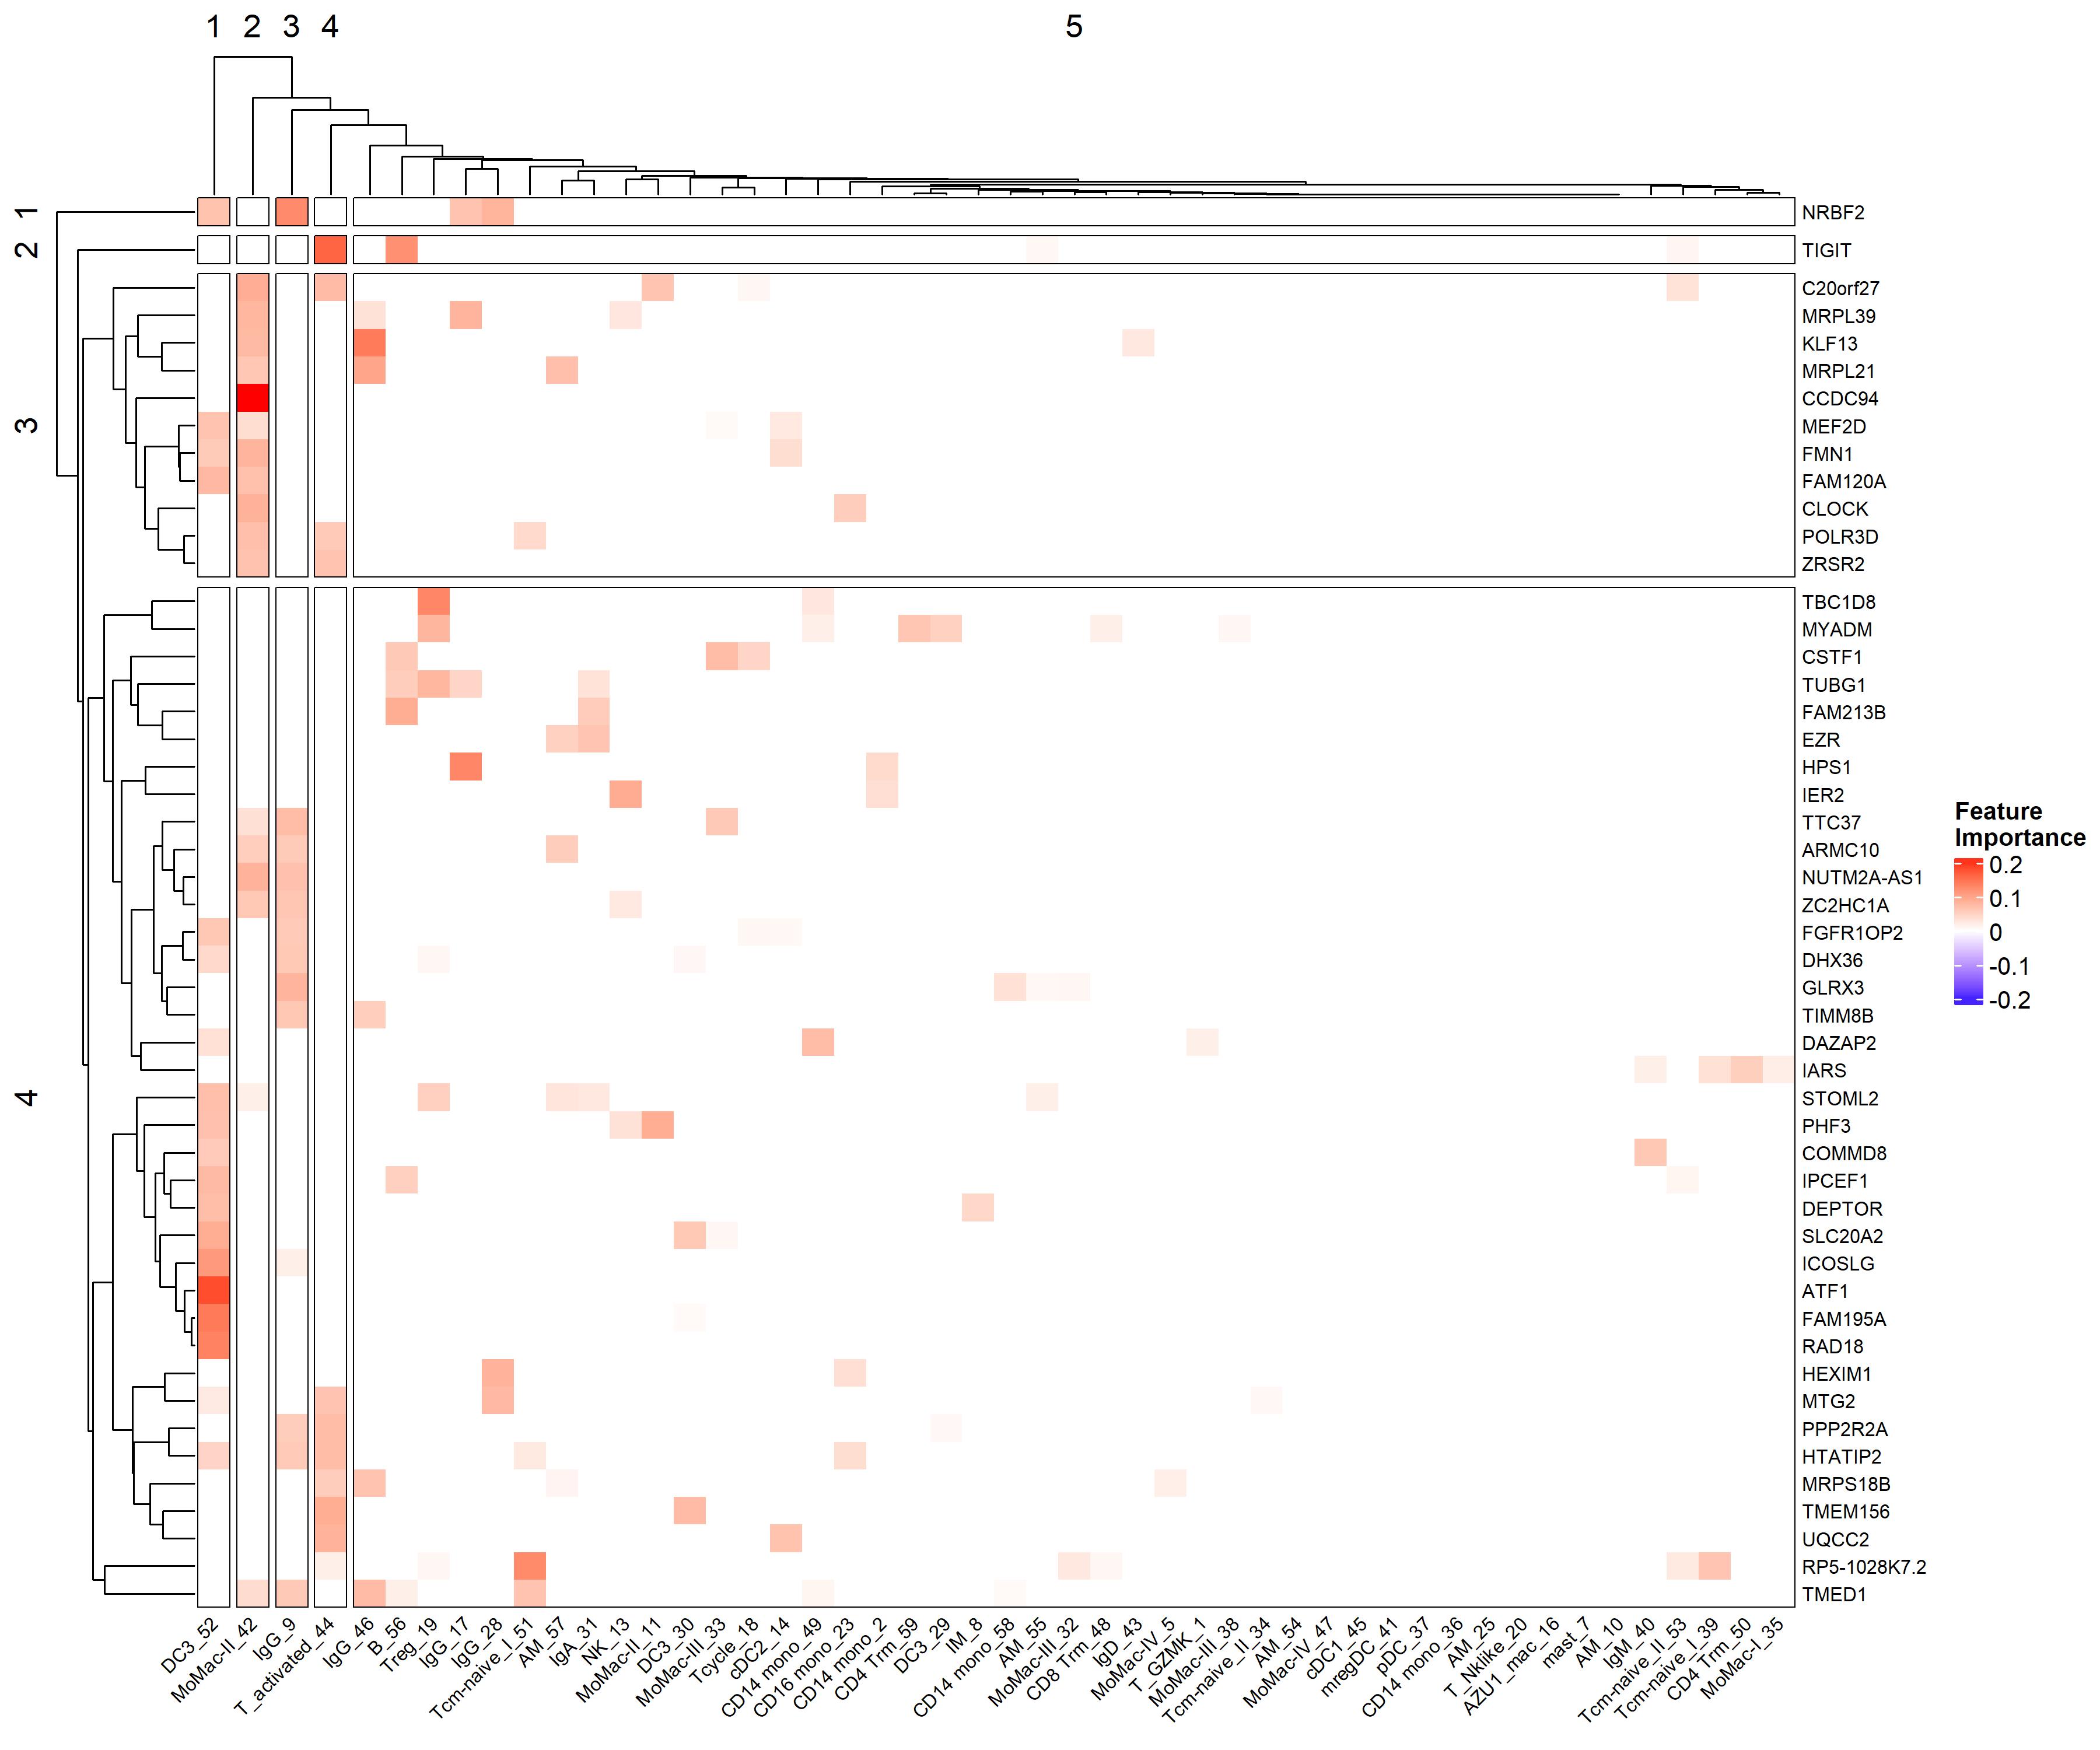 1 2 3 4 5
1
2
3
4
NRBF2
TIGIT
C20orf27
MRPL39
KLF13
MRPL21
CCDC94
MEF2D
FMN1
FAM120A
CLOCK
POLR3D
ZRSR2
TBC1D8
MYADM
CSTF1
TUBG1
FAM213B
EZR
HPS1
IER2
TTC37
ARMC10
NUTM2A-AS1
ZC2HC1A
FGFR1OP2
DHX36
GLRX3
TIMM8B
DAZAP2
IARS
STOML2
PHF3
COMMD8
IPCEF1
DEPTOR
SLC20A2
ICOSLG
ATF1
FAM195A
RAD18
HEXIM1
MTG2
PPP2R2A
HTATIP2
MRPS18B
TMEM156
UQCC2
RP5-1028K7.2
TMED1
Feature
Importance
0.2
0.1
0
-0.1
-0.2
DC3_52
MoMac-II_42
IgG_9
T_activated_44
IgG_46
B_56
Treg_19
IgG_17
IgG_28
Tcm-naive_I_51
AM_57
IgA_31
NK_13
MoMac-II_11
DC3_30
MoMac-III_33
Tcycle_18
cDC2_14
CD14 mono_49
CD16 mono_23
CD14 mono_2
CD4 Trm_59
DC3_29
IM_8
CD14 mono_58
AM_55
MoMac-III_32
CD8 Trm_48
IgD_43
MoMac-IV_5
T_GZMK_1
MoMac-III_38
Tcm-naive_II_34
AM_54
MoMac-IV_47
cDC1_45
mregDC_41
pDC_37
CD14 mono_36
AM_25
T_Nklike_20
AZU1_mac_16
mast_7
AM_10
IgM_40
Tcm-naive_II_53
Tcm-naive_I_39
CD4 Trm_50
MoMac-I_35